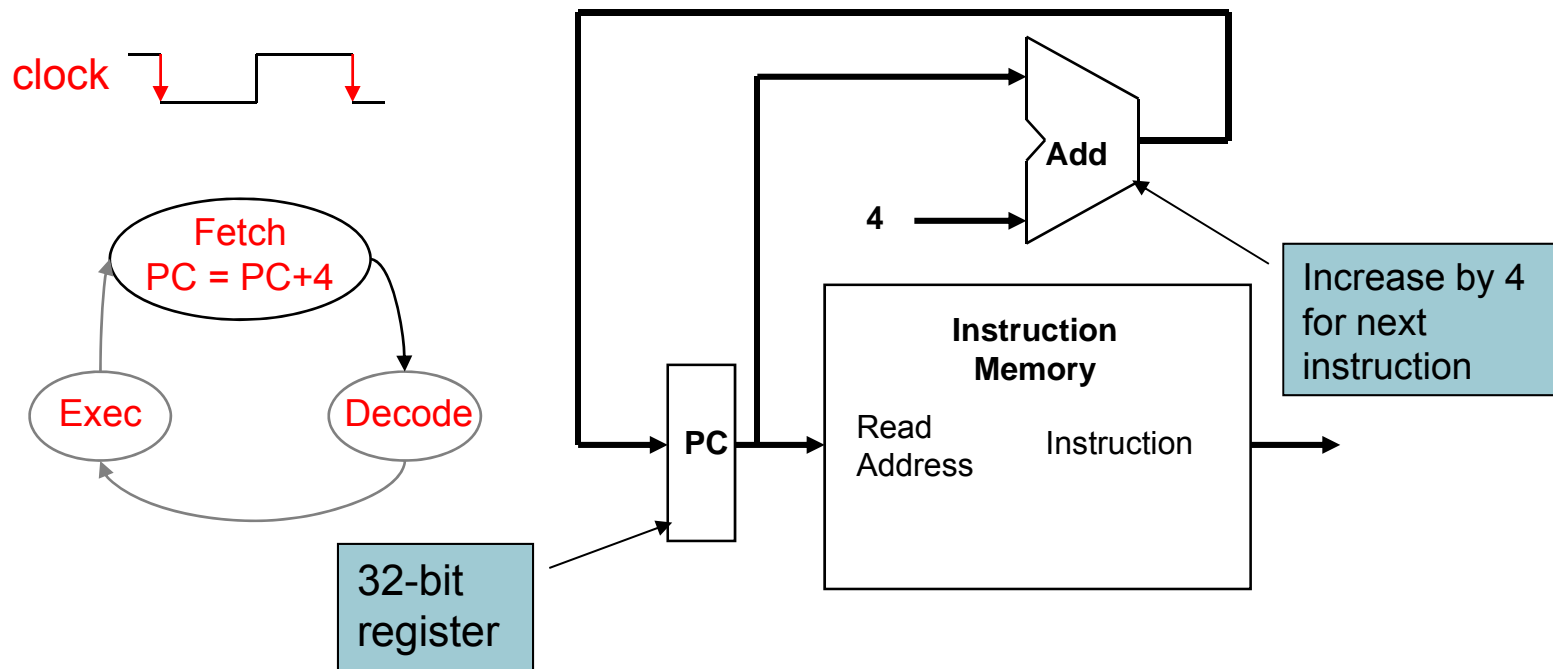 clock
Fetch
PC = PC+4
Exec
Decode
Add
4
Increase by 4
for next
instruction
Instruction
Memory
PC
Read
Address
Instruction
32-bit
register